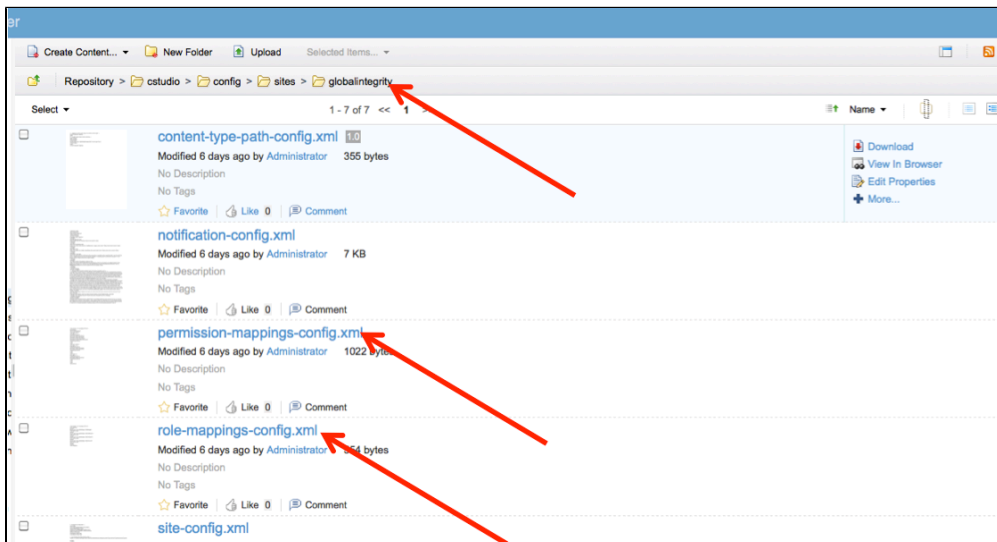 er
Create Content... New Folder Upload Selected Items...
Repository > cstudio > config > sites > globalintegrity
Select 1 - 7 of 7 << 1 > Name
content-type-path-config.xml 1.0
Modified 6 days ago by Administrator 355 bytes
No Description
No Tags
Favorite Like 0 Comment
Download
View In Browser
Edit Properties
More...
notification-config.xml
Modified 6 days ago by Administrator 7 KB
No Description
No Tags
Favorite Like 0 Comment
permission-mappings-config.xml
Modified 6 days ago by Administrator 1022 bytes
No Description
No Tags
Favorite Like 0 Comment
role-mappings-config.xml
Modified 6 days ago by Administrator bytes
No Description
No Tags
Favorite Like 0 Comment
site-config.xml